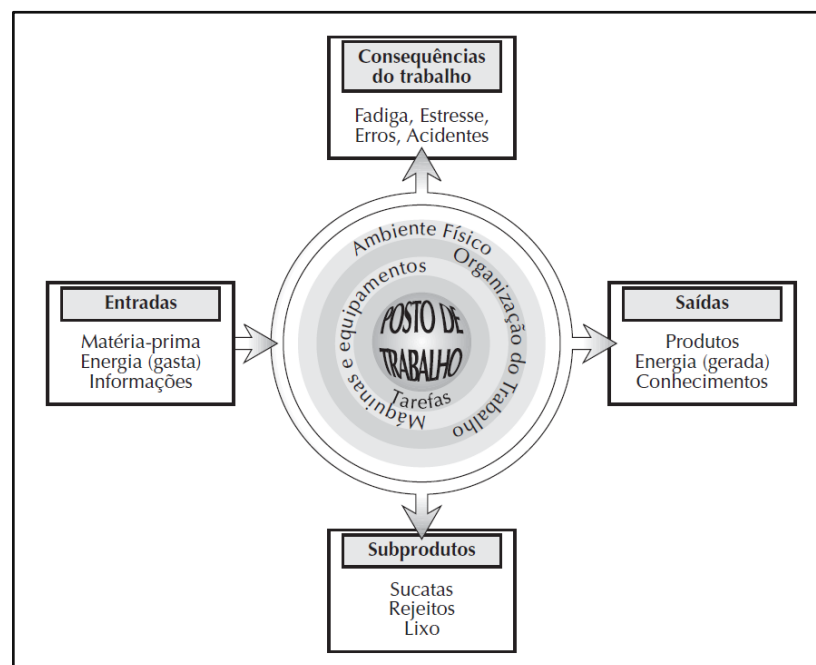 Consequências
do trabalho
Fadiga, Estresse,
Erros, Acidentes
Entradas
Matéria-prima
Energia (gasta)
Informações
Ambiente Físico
Organização do Trabalho
Máquinas e equipamentos
Tarefas
POSTO DE
TRABALHO
Saídas
Produtos
Energia (gerada)
Conhecimentos
Subprodutos
Sucatas
Rejeitos
Lixo